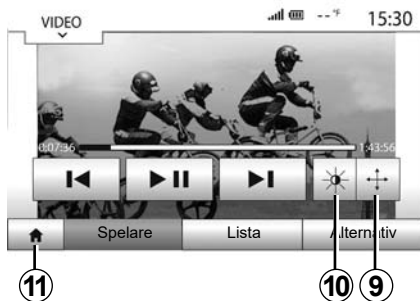 VIDEO
--°F 15:30
0:07:36 1:43:56
Spelare Lista Alternativ
11 10 9